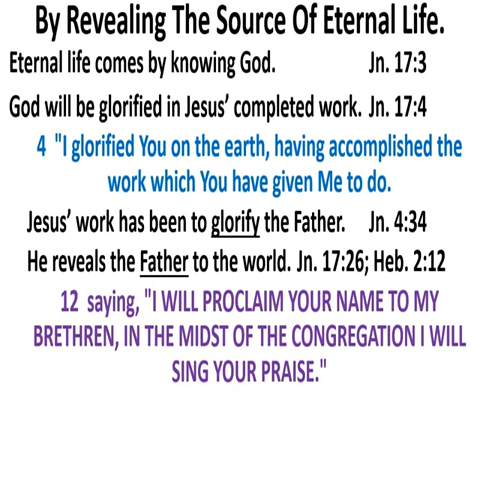 By Revealing The Source Of Eternal Life.
Eternal life comes by knowing God. Jn. 17:3
God will be glorified in Jesus’ completed work. Jn. 17:4
4 "I glorified You on the earth, having accomplished the
work which You have given Me to do.
Jesus’ work has been to glorify the Father. Jn. 4:34
He reveals the Father to the world. Jn. 17:26; Heb. 2:12
12 saying, "I WILL PROCLAIM YOUR NAME TO MY
BRETHREN, IN THE MIDST OF THE CONGREGATION I WILL
SING YOUR PRAISE."